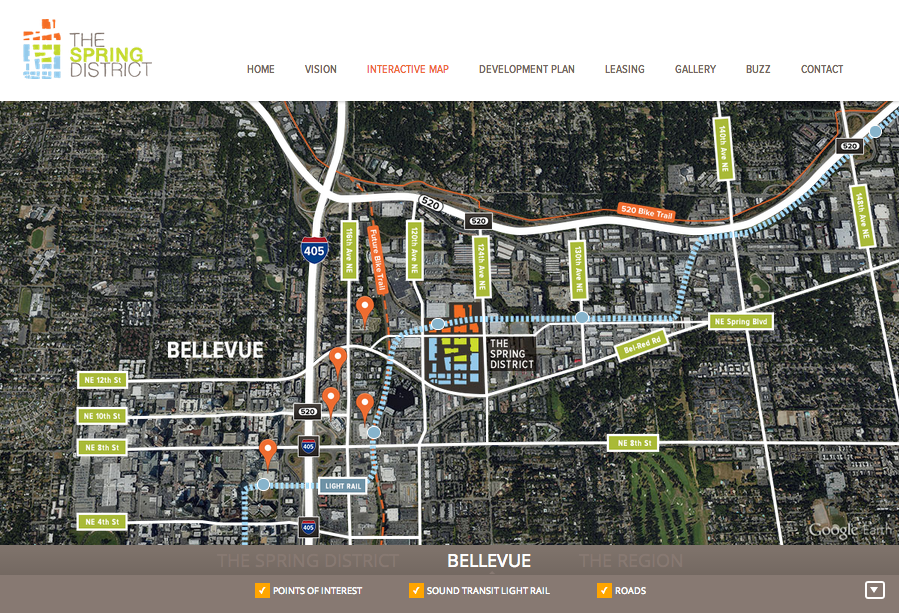 THE
SPRING
DISTRICT
HOME VISION INTERACTIVE MAP DEVELOPMENT PLAN LEASING GALLERY BUZZ CONTACT
140th Ave NE
520
148th Ave NE
520
520
520 Bike Trail
116th Ave NE
Future Bike Trail
120th Ave NE
124th Ave NE
130th Ave NE
405
NE Spring Blvd
BELLEVUE
THE
SPRING
DISTRICT
Bel-Red Rd
NE 12th St
NE 10th St
520
NE 8th St
405
NE 8th St
LIGHT RAIL
NE 4th St
405
Google Earth
THE SPRING DISTRICT BELLEVUE THE REGION
POINTS OF INTEREST SOUND TRANSIT LIGHT RAIL ROADS